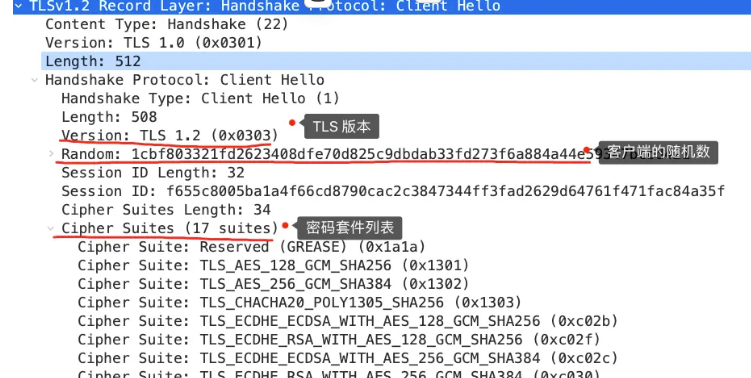 TLSv1.2 Record Layer: Handshake Protocol: Client Hello
Content Type: Handshake (22)
Version: TLS 1.0 (0x0301)
Length: 512
Handshake Protocol: Client Hello
Handshake Type: Client Hello (1)
Length: 508
Version: TLS 1.2 (0x0303)
TLS 版本
Random: 1cbf803321fd2623408dfe70d825c9dbdab33fd273f6a884a44e593
客户端的随机数
Session ID Length: 32
Session ID: f655c8005ba1a4f66cd8790cac2c3847344ff3fad2629d64761f471fac84a35f
Cipher Suites Length: 34
Cipher Suites (17 suites)
密码套件列表
Cipher Suite: Reserved (GREASE) (0x1a1a)
Cipher Suite: TLS_AES_128_GCM_SHA256 (0x1301)
Cipher Suite: TLS_AES_256_GCM_SHA384 (0x1302)
Cipher Suite: TLS_CHACHA20_POLY1305_SHA256 (0x1303)
Cipher Suite: TLS_ECDHE_ECDSA_WITH_AES_128_GCM_SHA256 (0xc02b)
Cipher Suite: TLS_ECDHE_RSA_WITH_AES_128_GCM_SHA256 (0xc02f)
Cipher Suite: TLS_ECDHE_ECDSA_WITH_AES_256_GCM_SHA384 (0xc02c)
Cipher Suite: TLS_ECDHE_RSA_WITH_AES_256_GCM_SHA384 (0xc030)